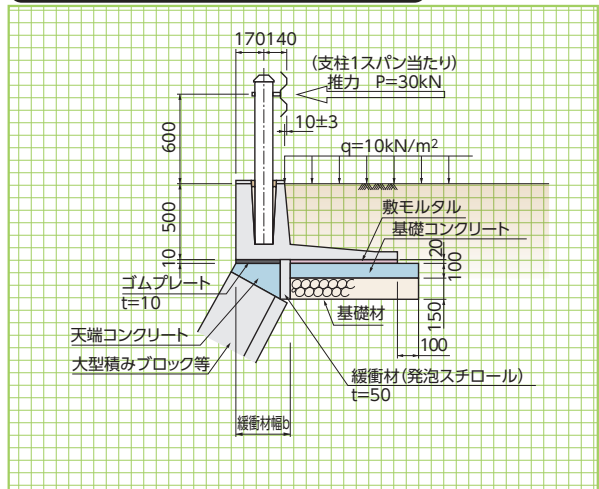 170 140
(支柱1スパン当たり)
推力 P=30kN
10±3
600
q=10kN/m²
500
敷モルタル
基礎コンクリート
10
20
100
ゴムプレート
t=10
150
基礎材
天端コンクリート
100
大型積みブロック等
緩衝材(発泡スチロール)
t=50
緩衝材幅b